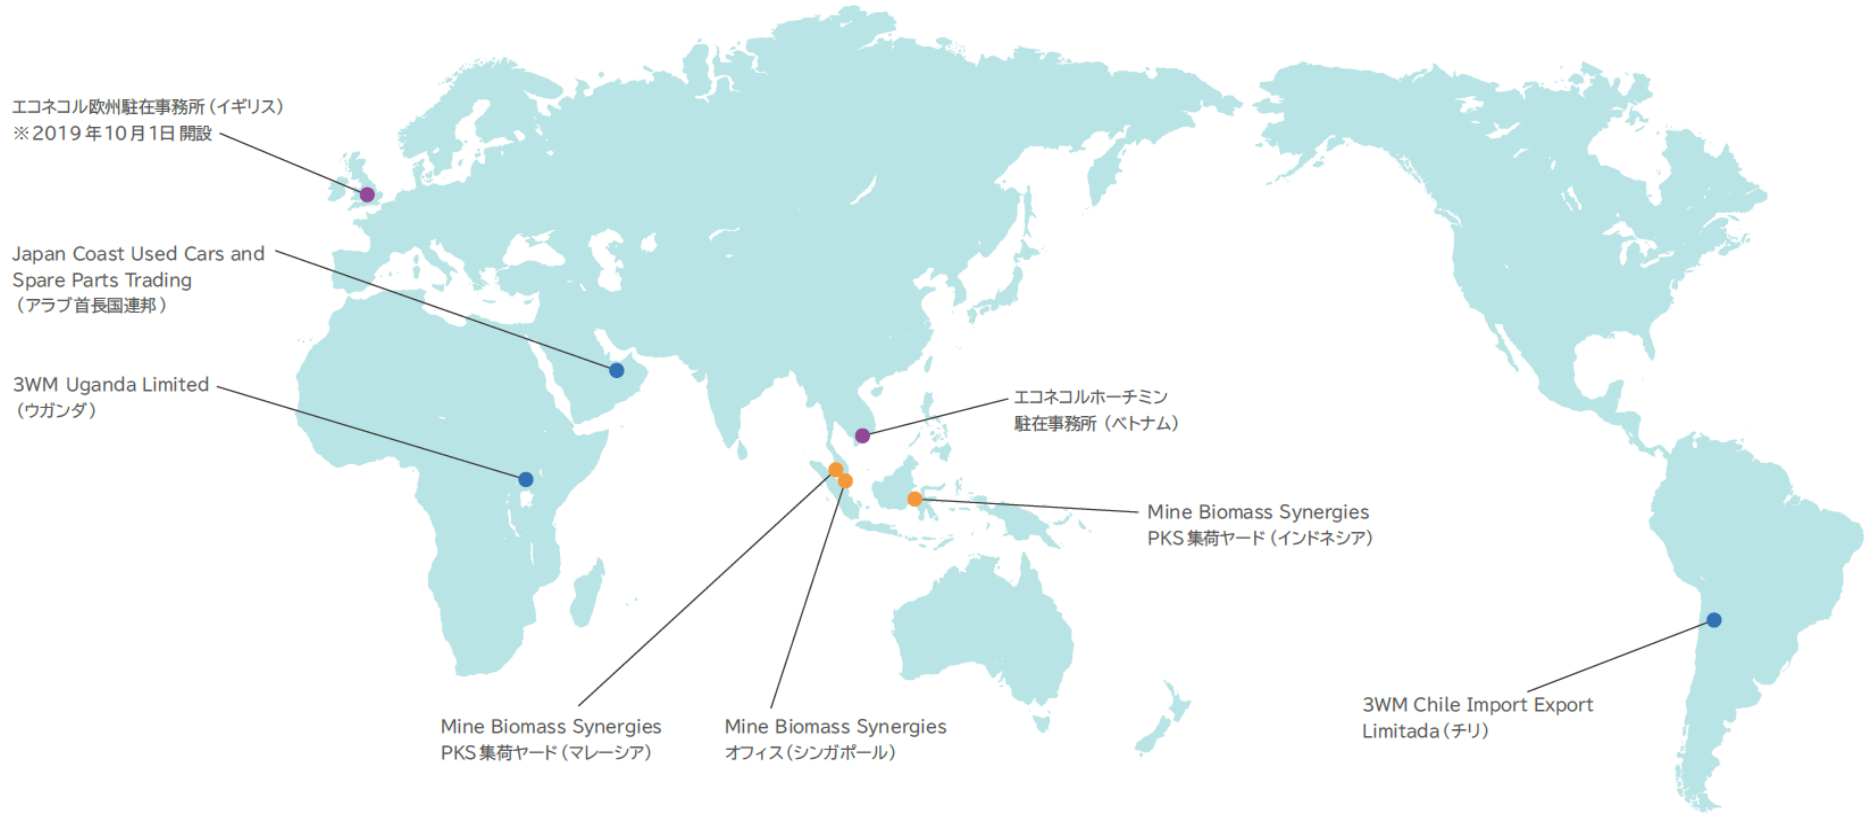 エコネコル欧州駐在事務所（イギリス）
※2019年10月1日開設
Japan Coast Used Cars and
Spare Parts Trading
（アラブ首長国連邦）
3WM Uganda Limited
（ウガンダ）
エコネコルホーチミン
駐在事務所（ベトナム）
Mine Biomass Synergies
PKS集荷ヤード（インドネシア）
Mine Biomass Synergies
PKS集荷ヤード（マレーシア）
Mine Biomass Synergies
オフィス（シンガポール）
3WM Chile Import Export
Limitada（チリ）